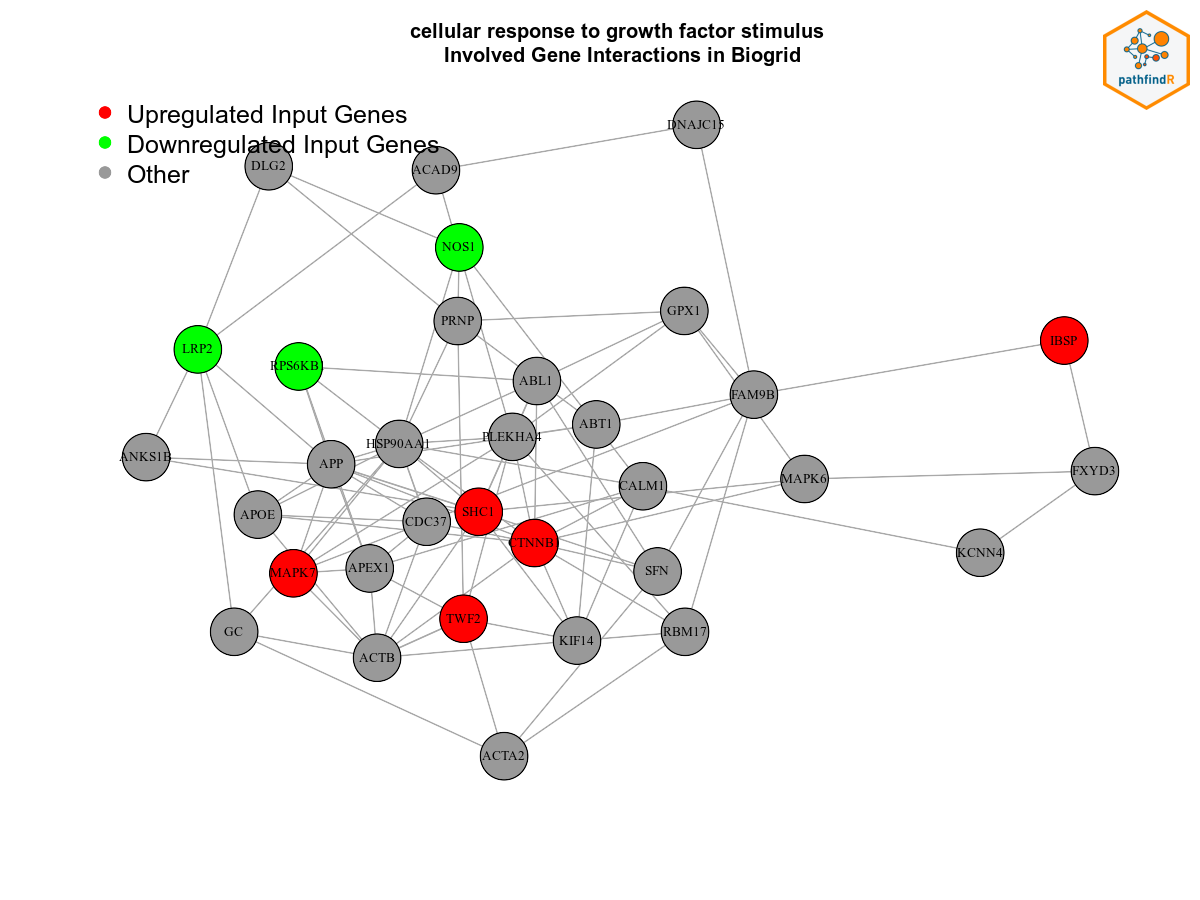 cellular response to growth factor stimulus
Involved Gene Interactions in Biogrid
pathfindR
Upregulated Input Genes
Downregulated Input Genes
Other
DNAJC15
DLG2
ACAD9
NOS1
GPX1
PRNP
IBSP
LRP2
RPS6KB
ABL1
FAM9B
ABT1
PLEKHA4
HSP90AA1
ANKS1B
APP
FXYD3
MAPK6
CALM1
APOE
SHC1
CDC37
CTNNB
KCNN4
APEX1
SFN
MAPK7
TWF2
GC
RBM17
KIF14
ACTB
ACTA2